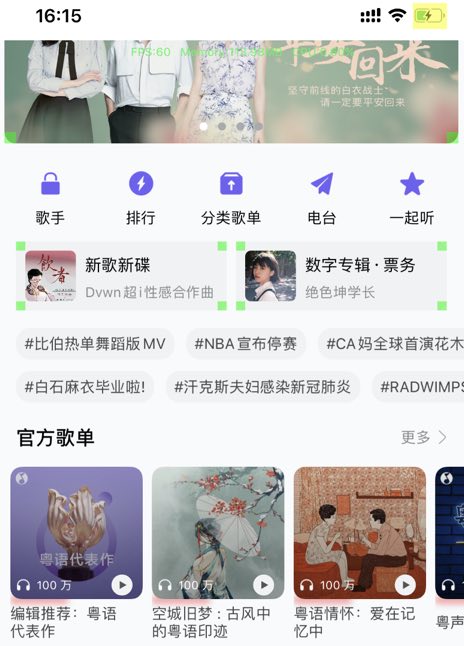 16:15
FPS:60
平安回来
坚守前线的白衣战士
请一定要平安回来
歌手
排行
分类歌单
电台
一起听
新歌新碟
Dvwn超i性感合作曲
数字专辑·票务
绝色坤学长
#比伯热单舞蹈版MV
#NBA宣布停赛
#CA妈全球首演花木
#白石麻衣毕业啦!
#汗克斯夫妇感染新冠肺炎
#RADWIMPS
官方歌单
更多
粤语代表作
100万
100万
100万
编辑推荐：粤语
代表作
空城旧梦:古风中
的粤语印迹
粤语情怀：爱在记
忆中
粤声